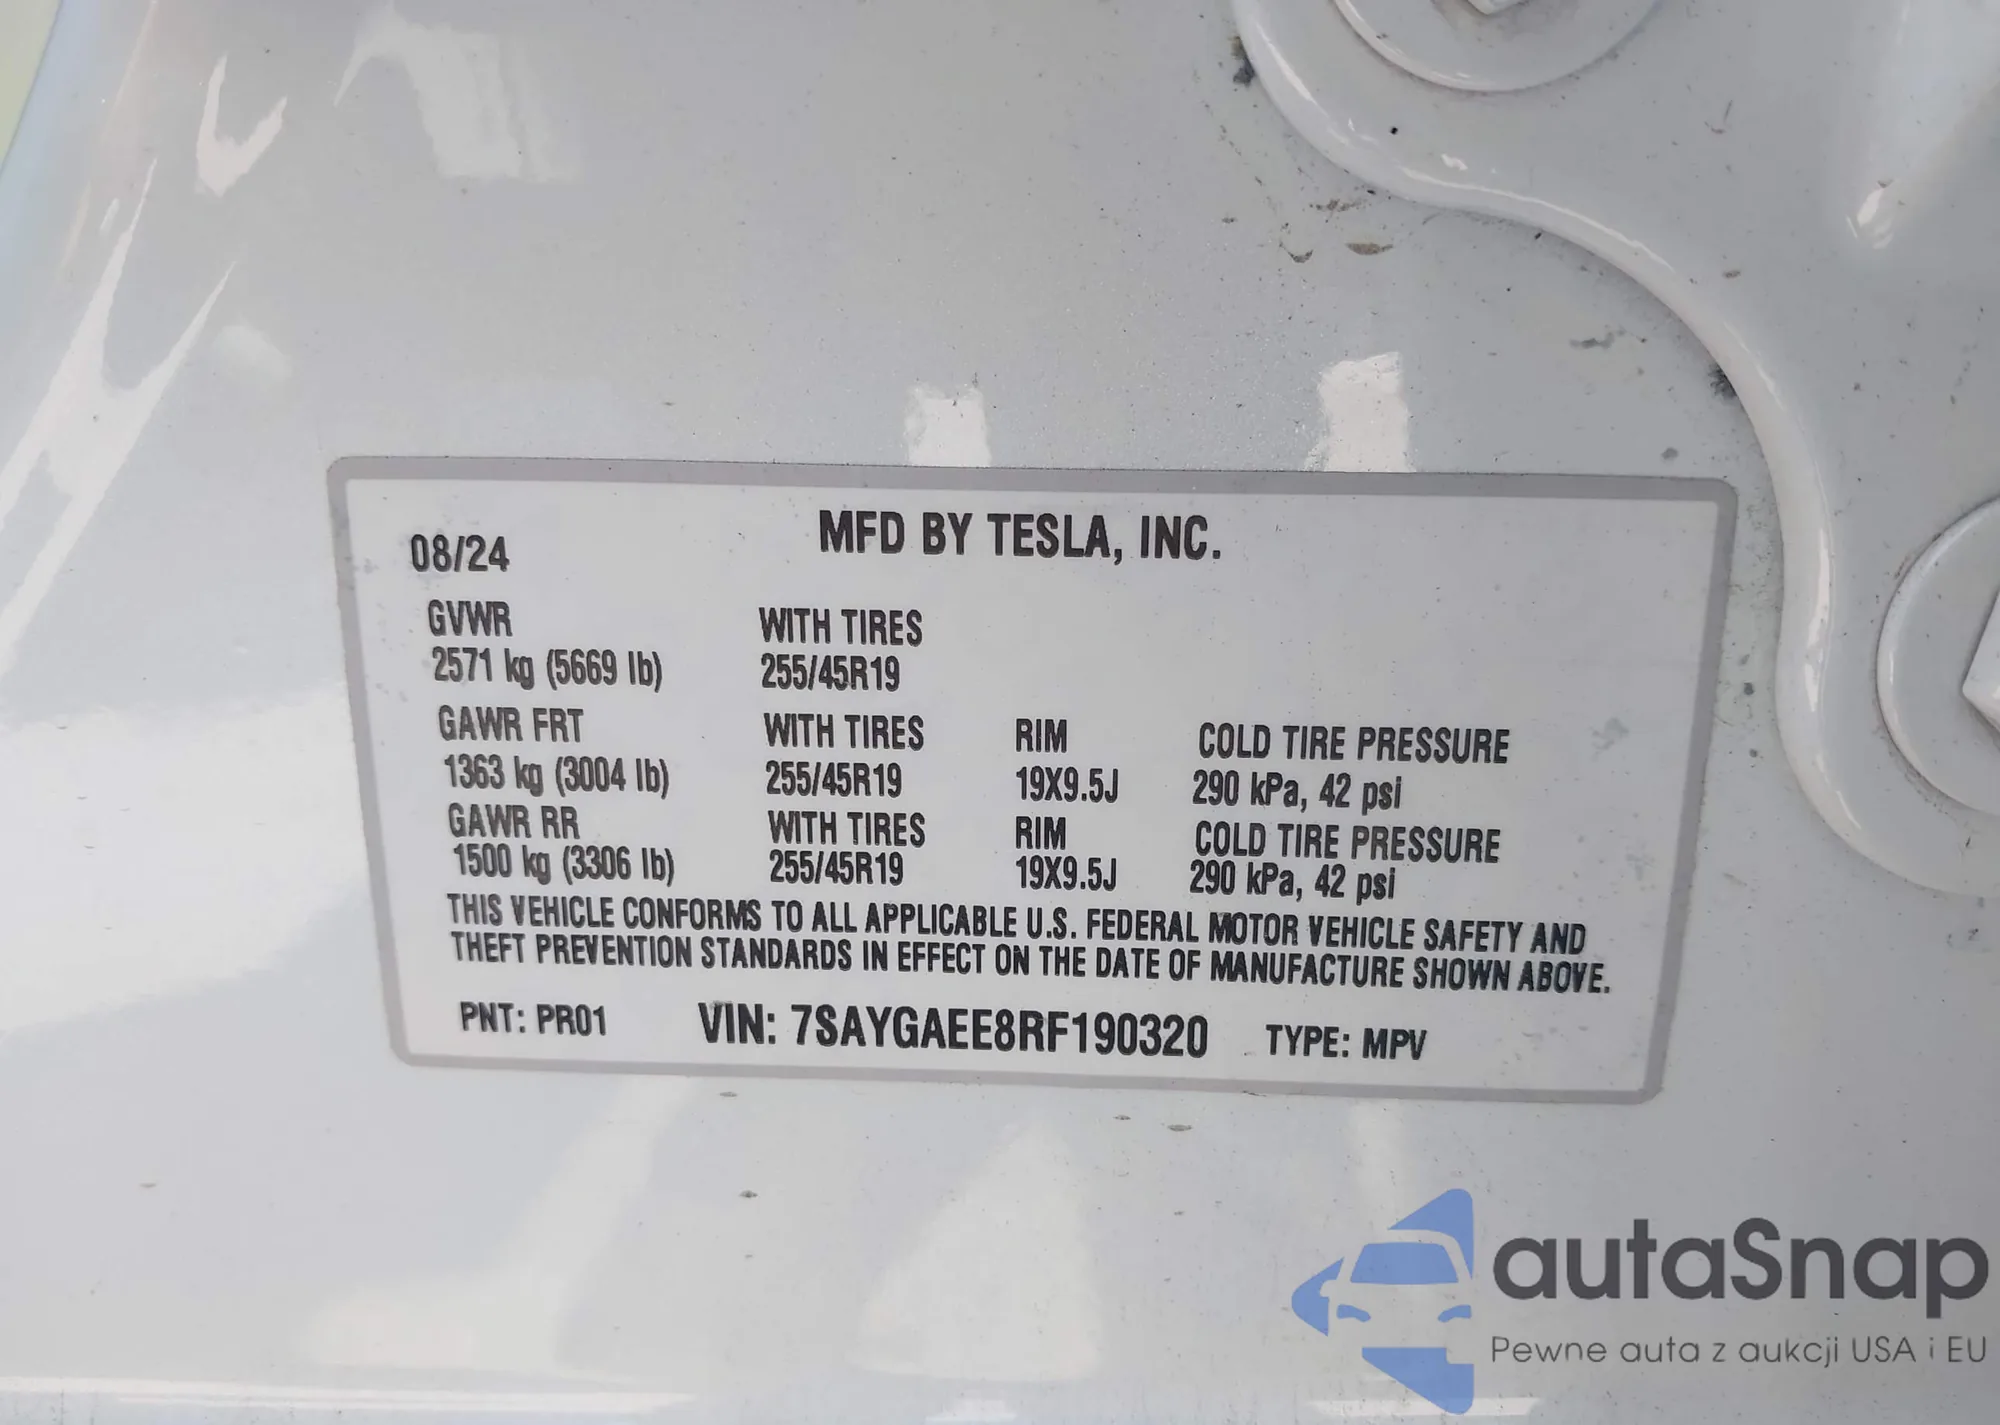 08/24 MFD BY TESLA, INC.
GVWR WITH TIRES
2571 kg (5669 lb) 255/45R19
GAWR FRT WITH TIRES RIM COLD TIRE PRESSURE
1363 kg (3004 lb) 255/45R19 19X9.5J 290 kPa, 42 psi
GAWR RR WITH TIRES RIM COLD TIRE PRESSURE
1500 kg (3306 lb) 255/45R19 19X9.5J 290 kPa, 42 psi
THIS VEHICLE CONFORMS TO ALL APPLICABLE U.S. FEDERAL MOTOR VEHICLE SAFETY AND
THEFT PREVENTION STANDARDS IN EFFECT ON THE DATE OF MANUFACTURE SHOWN ABOVE.
PNT: PR01 VIN: 7SAYGAEE8RF190320 TYPE: MPV
autaSnap
Pewne auta z aukcji USA i EU